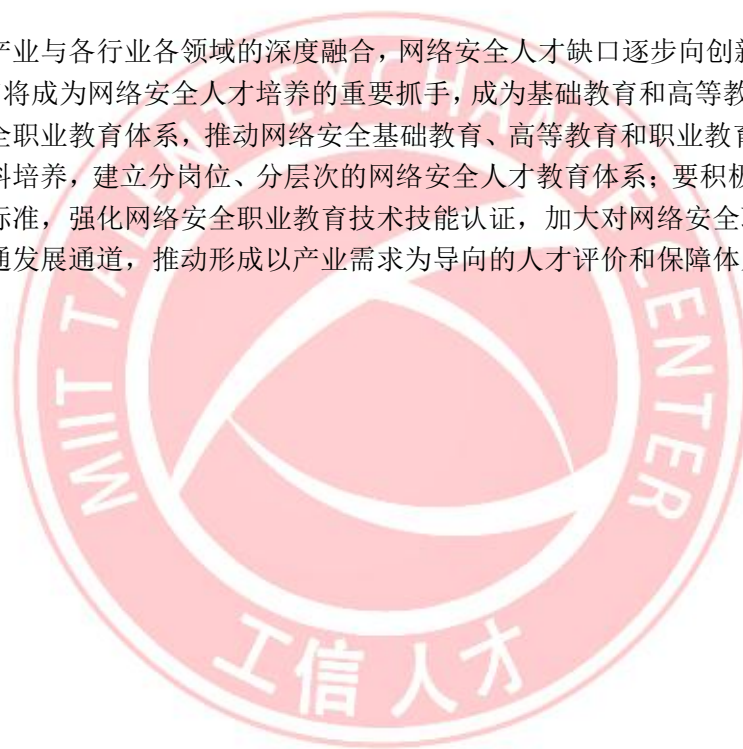 产业与各行业各领域的深度融合，网络安全人才缺口逐步向创新
将成为网络安全人才培养的重要抓手，成为基础教育和高等教
全职业教育体系，推动网络安全基础教育、高等教育和职业教育
培养，建立分岗位、分层次的网络安全人才教育体系；要积极
标准，强化网络安全职业教育技术技能认证，加大对网络安全
通发展通道，推动形成以产业需求为导向的人才评价和保障体
MIIT TALENT EXCHANGE CENTER
工信人才